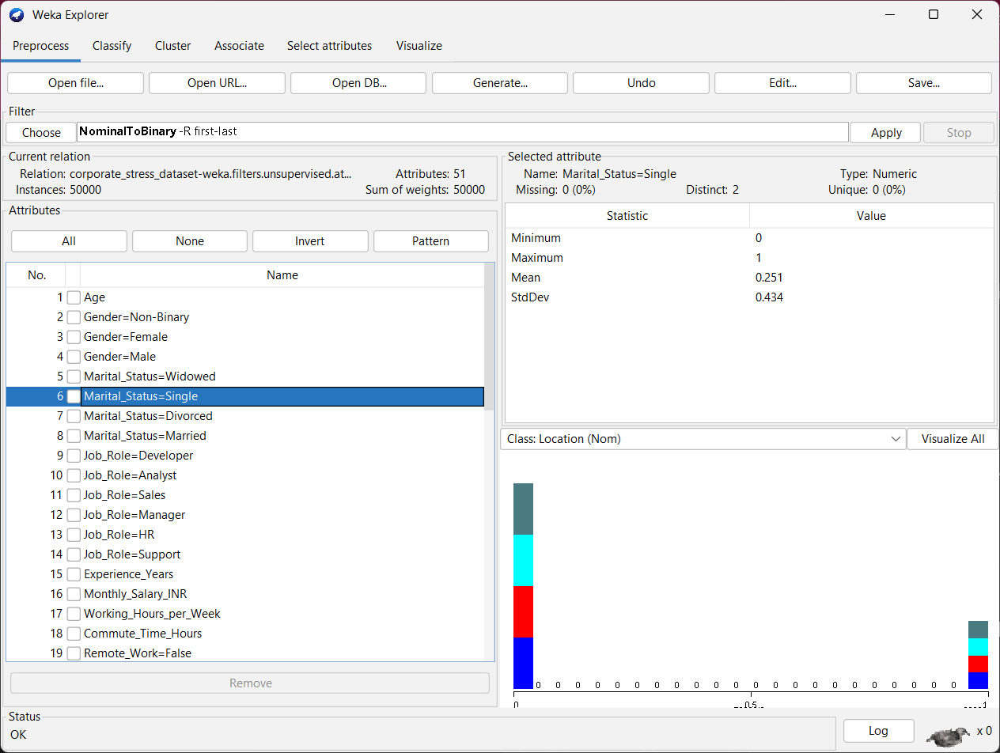 Weka Explorer
Preprocess Classify Cluster Associate Select attributes Visualize
Open file... Open URL... Open DB... Generate... Undo Edit... Save...
Filter
Choose NominalToBinary -R first-last Apply Stop
Current relation
Relation: corporate_stress_dataset-weka.filters.unsupervised.at... Attributes: 51
Instances: 50000 Sum of weights: 50000
Attributes
All None Invert Pattern
No. Name
1 Age
2 Gender=Non-Binary
3 Gender=Female
4 Gender=Male
5 Marital_Status=Widowed
6 Marital_Status=Single
7 Marital_Status=Divorced
8 Marital_Status=Married
9 Job_Role=Developer
10 Job_Role=Analyst
11 Job_Role=Sales
12 Job_Role=Manager
13 Job_Role=HR
14 Job_Role=Support
15 Experience_Years
16 Monthly_Salary_INR
17 Working_Hours_per_Week
18 Commute_Time_Hours
19 Remote_Work=False
Remove
Selected attribute
Name: Marital_Status=Single Type: Numeric
Missing: 0 (0%) Distinct: 2 Unique: 0 (0%)
Statistic Value
Minimum 0
Maximum 1
Mean 0.251
StdDev 0.434
Class: Location (Nom) Visualize All
0 0 0 0 0 0 0 0 0 0 0 0 0 0 0 0 0 0 0 0 0 0
0 0.5 1
Status
OK
Log x 0